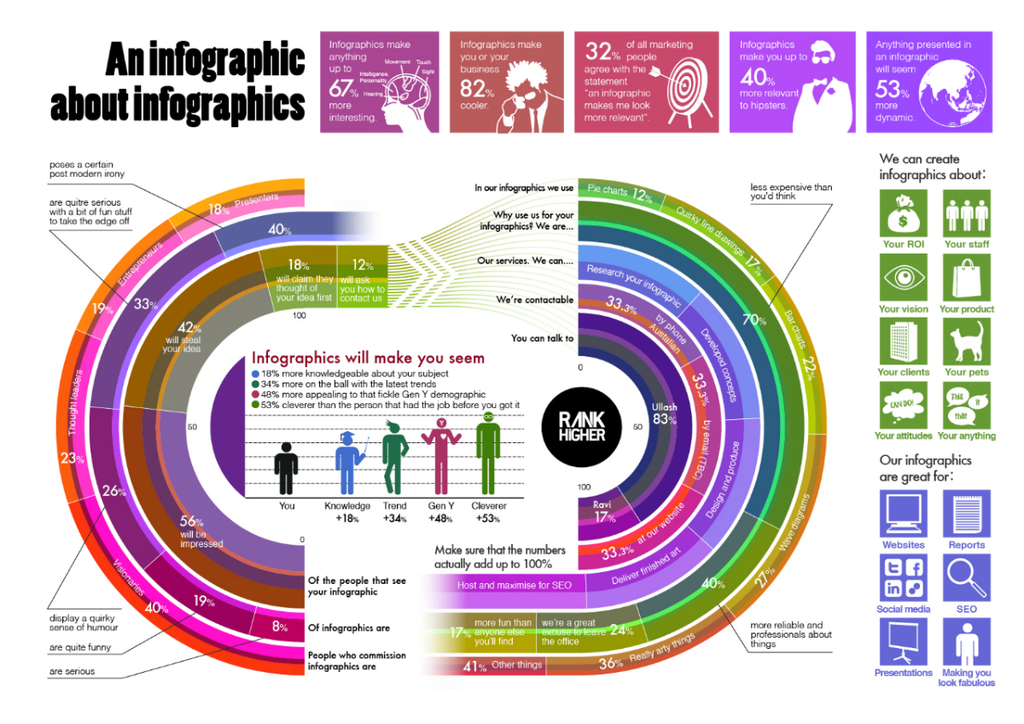 An infographic
about infographics
Infographics make
anything
up to
67%
more
interesting.
Movement
Touch
Intelligence,
Personality
Sight
Hearing
Infographics make
you or your
business
82%
cooler.
32% of all marketing
people
agree with the
statement
"an infographic
makes me look
more relevant".
Infographics
make you up to
40%
more relevant
to hipsters.
Anything presented in
an infographic
will seem
53%
more
dynamic.
poses a certain
post modern irony
are quite serious
with a bit of fun stuff
to take the edge off
18% Presenters
19% Entrepreneurs
23% Thought leaders
40% Visionaries
40%
33%
26%
19%
8%
18%
will claim they
thought of
your idea first
12%
will ask
you how to
contact us
42%
will steal
your idea
56%
will be
impressed
100
50
0
display a quirky
sense of humour
are quite funny
are serious
Infographics will make you seem
18% more knowledgeable about your subject
34% more on the ball with the latest trends
48% more appealing to that fickle Gen Y demographic
53% cleverer than the person that had the job before you got it
You
Knowledge
+18%
Trend
+34%
Gen Y
+48%
Cleverer
+53%
Of the people that see
your infographic
Of infographics are
People who commission
infographics are
In our infographics we use
Why use us for your
infographics? We are...
Our services. We can....
We're contactable
You can talk to
Pie charts 12%
Quirky line drawings 17%
Bar charts 22%
Wave diagrams 27%
Really arty things 36%
Other things 41%
less expensive than
you'd think
70%
more reliable and
professionals about
things
40%
we're a great
excuse to leave
the office
24%
17%
more fun than
anyone else
you'll find
Research your infographic
Developed concepts
Design and produce
Deliver finished art
Host and maximise for SEO
33.3% by phone
Australian
33.3% by email (TBC)
33.3% at our website
Ullash
83%
Ravi
17%
0
50
100
RANK
HIGHER
Make sure that the numbers
actually add up to 100%
We can create
infographics about:
Your ROI
Your staff
Your vision
Your product
Your clients
Your pets
CAN DO!
THIS
If
that
Your attitudes
Your anything
Our infographics
are great for:
Websites
Reports
Social media
SEO
Presentations
Making you
look fabulous